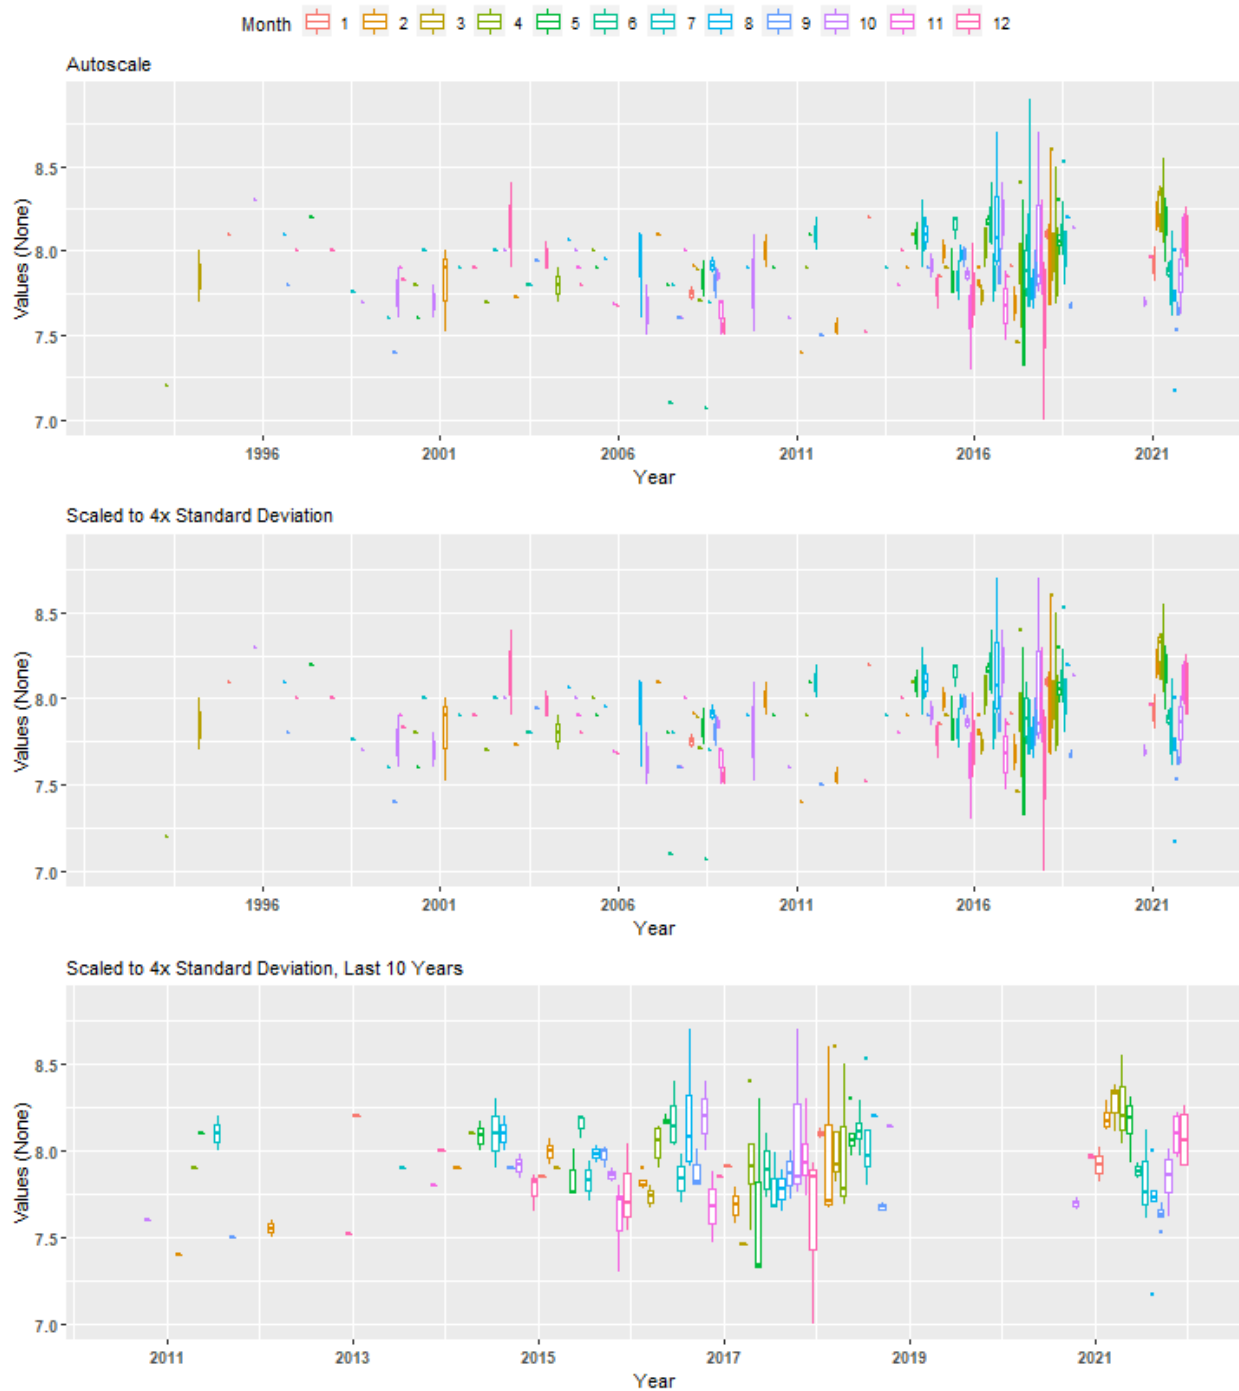 Month 1 2 3 4 5 6 7 8 9 10 11 12
Autoscale
Values (None)
8.5
8.0
7.5
7.0
1996 2001 2006 2011 2016 2021
Year
Scaled to 4x Standard Deviation
Values (None)
8.5
8.0
7.5
7.0
1996 2001 2006 2011 2016 2021
Year
Scaled to 4x Standard Deviation, Last 10 Years
Values (None)
8.5
8.0
7.5
7.0
2011 2013 2015 2017 2019 2021
Year